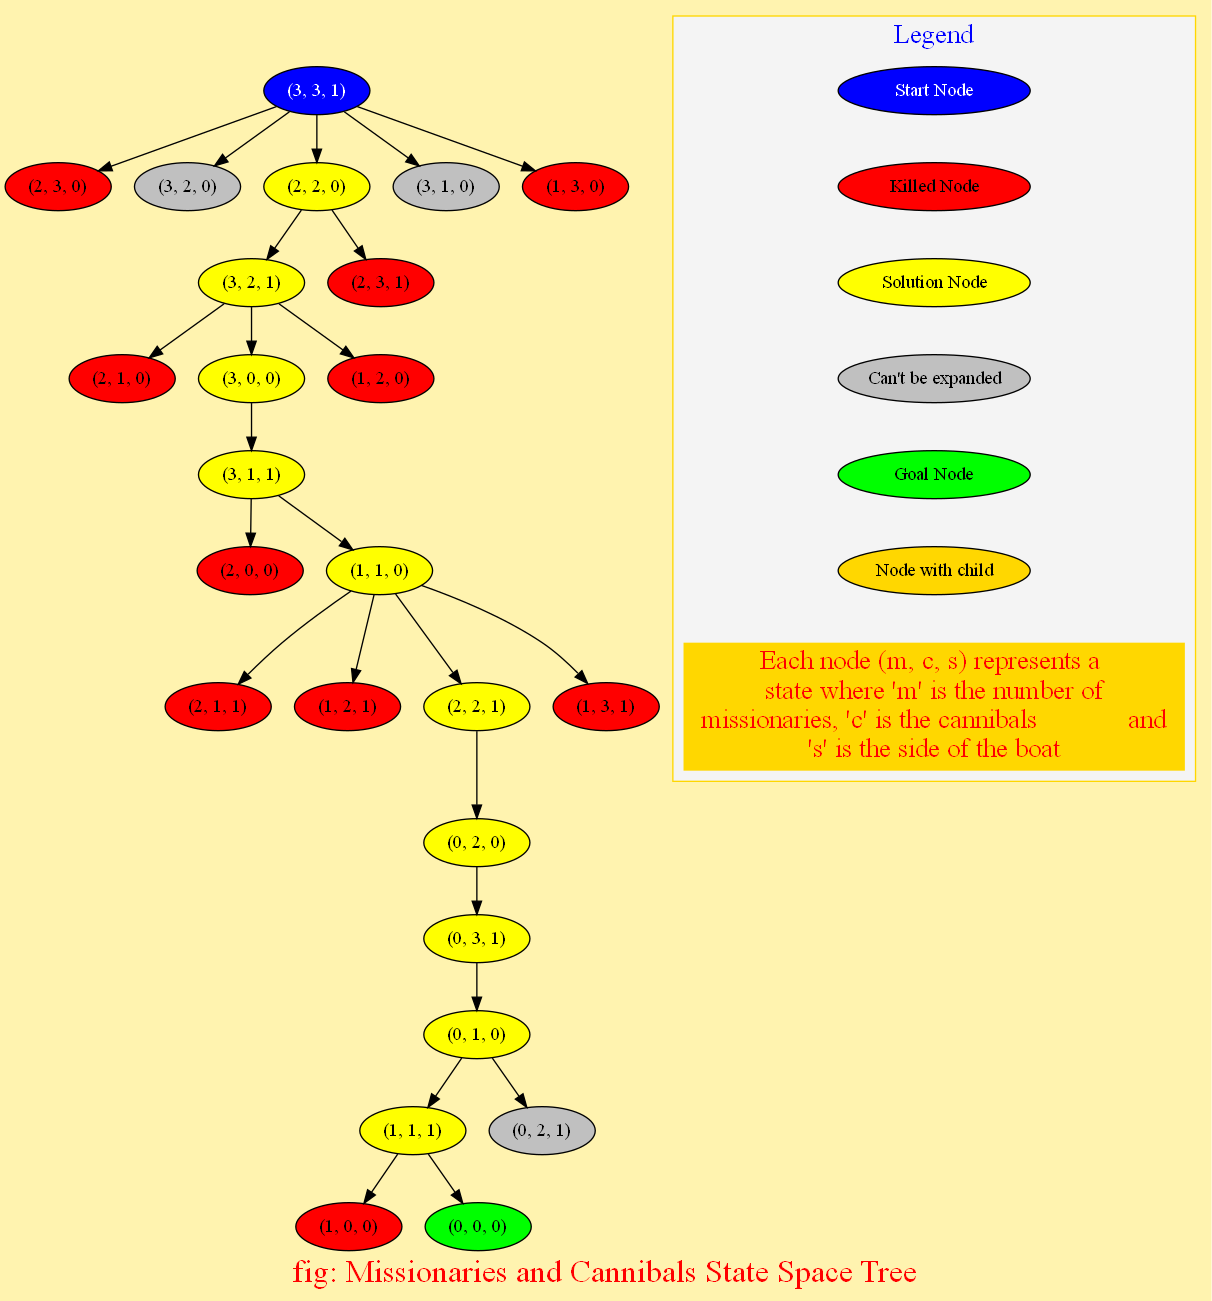 Legend
(3, 3, 1)
Start Node
(2, 3, 0)
(3, 2, 0)
(2, 2, 0)
(3, 1, 0)
(1, 3, 0)
Killed Node
(3, 2, 1)
(2, 3, 1)
Solution Node
(2, 1, 0)
(3, 0, 0)
(1, 2, 0)
Can't be expanded
(3, 1, 1)
Goal Node
(2, 0, 0)
(1, 1, 0)
Node with child
Each node (m, c, s) represents a
state where 'm' is the number of
missionaries, 'c' is the cannibals and
's' is the side of the boat
(2, 1, 1)
(1, 2, 1)
(2, 2, 1)
(1, 3, 1)
(0, 2, 0)
(0, 3, 1)
(0, 1, 0)
(1, 1, 1)
(0, 2, 1)
(1, 0, 0)
(0, 0, 0)
fig: Missionaries and Cannibals State Space Tree